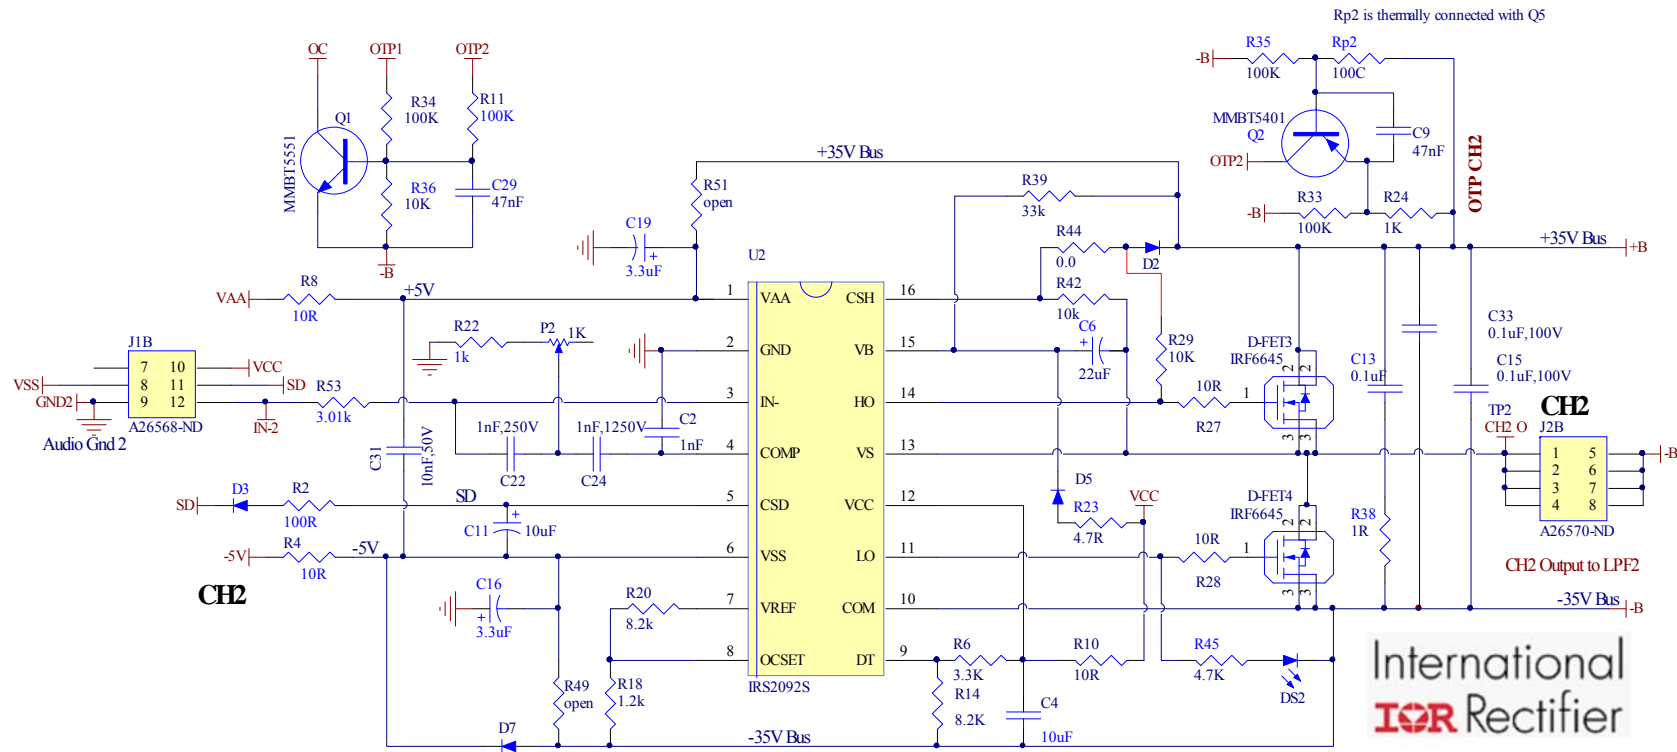 Rp2 is thermally connected with Q5
OC
OTP1
OTP2
R34
100K
R11
100K
Q1
MMBT5551
R36
10K
C29
47nF
-B
R35
100K
Rp2
100C
-B
MMBT5401
Q2
C9
47nF
OTP2
OTP CH2
-B
R33
100K
R24
1K
+35V Bus
+B
+35V Bus
R51
open
C19
+
3.3uF
R39
33k
R44
0.0
D2
R42
10k
C6
+
22uF
R29
10K
U2
VAA
R8
10R
+5V
R22
1k
P2
1K
J1B
7 10
8 11
9 12
A26568-ND
VCC
VSS
SD
GND2
IN-2
Audio Gnd 2
R53
3.01k
C31
10nF,50V
1nF,250V
C22
1nF,1250V
C24
C2
1nF
SD
D3
R2
100R
SD
C11
+
10uF
-5V
R4
10R
-5V
CH2
C16
+
3.3uF
R20
8.2k
R49
open
R18
1.2k
D7
-35V Bus
1 VAA CSH 16
2 GND VB 15
3 IN- HO 14
4 COMP VS 13
5 CSD VCC 12
6 VSS LO 11
7 VREF COM 10
8 OCSET DT 9
IRS2092S
D-FET3
IRF6645
2 2
1
3 3
10R
R27
D5
R23
4.7R
VCC
D-FET4
IRF6645
2 2
1
3 3
10R
R28
C13
0.1uF
R38
1R
C33
0.1uF,100V
C15
0.1uF,100V
TP2
CH2 O
CH2
J2B
1 5
2 6
3 7
4 8
A26570-ND
-B
CH2 Output to LPF2
-35V Bus
-B
R6
3.3K
R10
10R
R14
8.2K
C4
10uF
R45
4.7K
DS2
International
IOR Rectifier